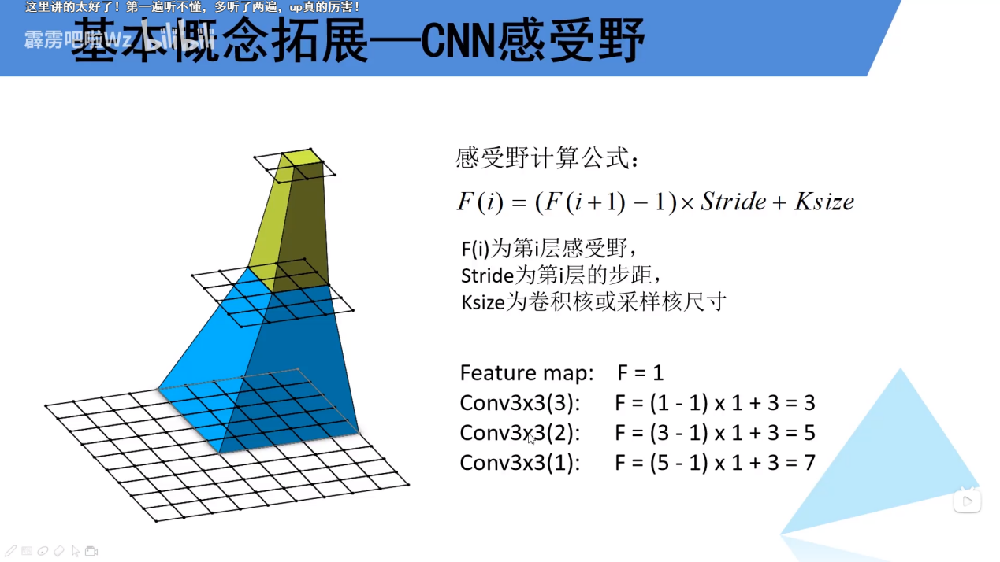 这里讲的太好了！第一遍听不懂，多听了两遍，up真的厉害！
霹雳吧啦Wz bilibili
基本概念拓展—CNN感受野
感受野计算公式：
F(i) = (F(i+1) − 1) × Stride + Ksize
F(i)为第i层感受野，
Stride为第i层的步距，
Ksize为卷积核或采样核尺寸
Feature map: F = 1
Conv3x3(3): F = (1 - 1) x 1 + 3 = 3
Conv3x3(2): F = (3 - 1) x 1 + 3 = 5
Conv3x3(1): F = (5 - 1) x 1 + 3 = 7